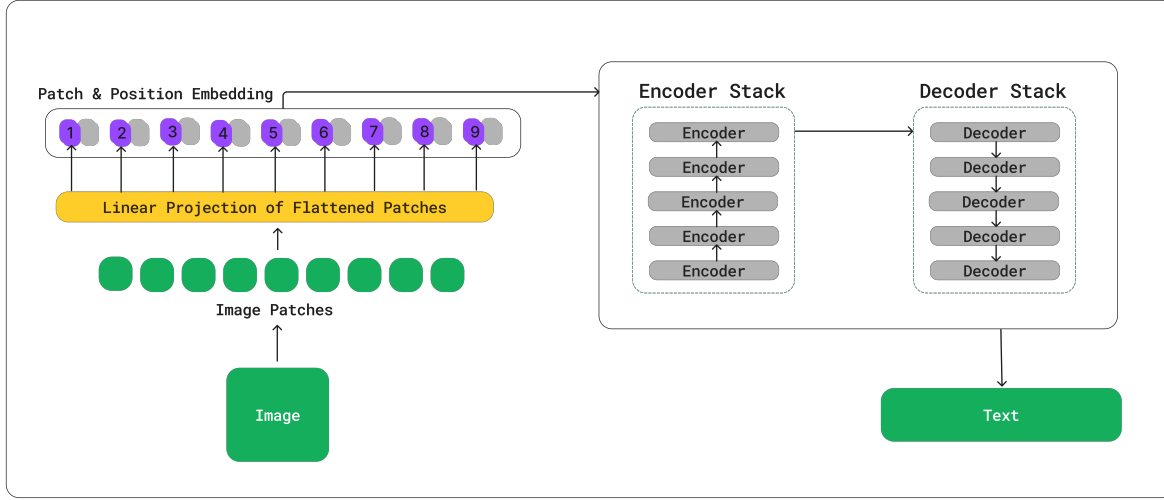 Patch & Position Embedding
1 2 3 4 5 6 7 8 9
Linear Projection of Flattened Patches
Image Patches
Image
Encoder Stack
Encoder
Encoder
Encoder
Encoder
Encoder
Decoder Stack
Decoder
Decoder
Decoder
Decoder
Decoder
Text